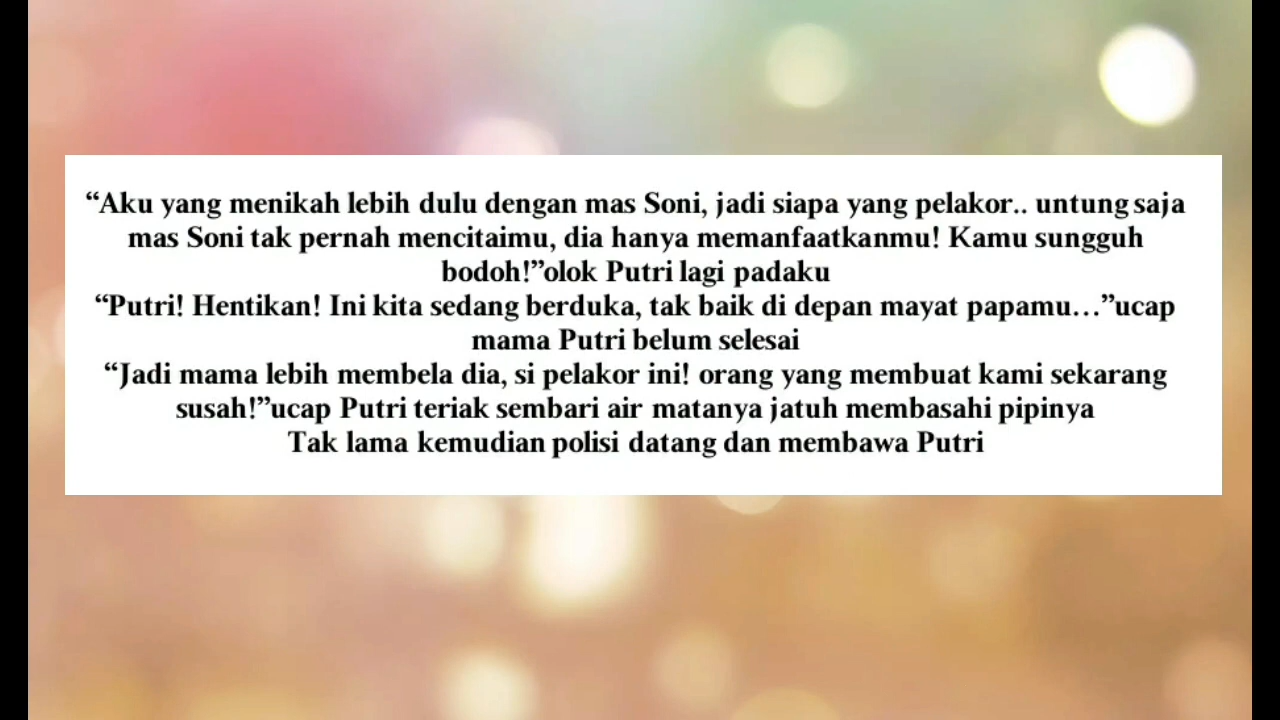 “Aku yang menikah lebih dulu dengan mas Soni, jadi siapa yang pelakor.. untung saja
mas Soni tak pernah mencitaimu, dia hanya memanfaatkanmu! Kamu sungguh
bodoh!”olok Putri lagi padaku
“Putri! Hentikan! Ini kita sedang berduka, tak baik di depan mayat papamu…”ucap
mama Putri belum selesai
“Jadi mama lebih membela dia, si pelakor ini! orang yang membuat kami sekarang
susah!”ucap Putri teriak sembari air matanya jatuh membasahi pipinya
Tak lama kemudian polisi datang dan membawa Putri